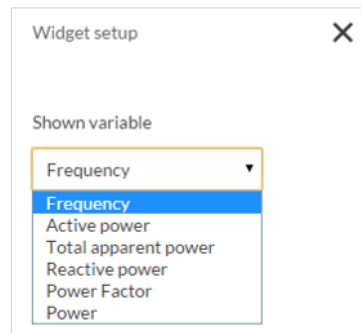 Widget setup
Shown variable
Frequency
Frequency
Active power
Total apparent power
Reactive power
Power Factor
Power